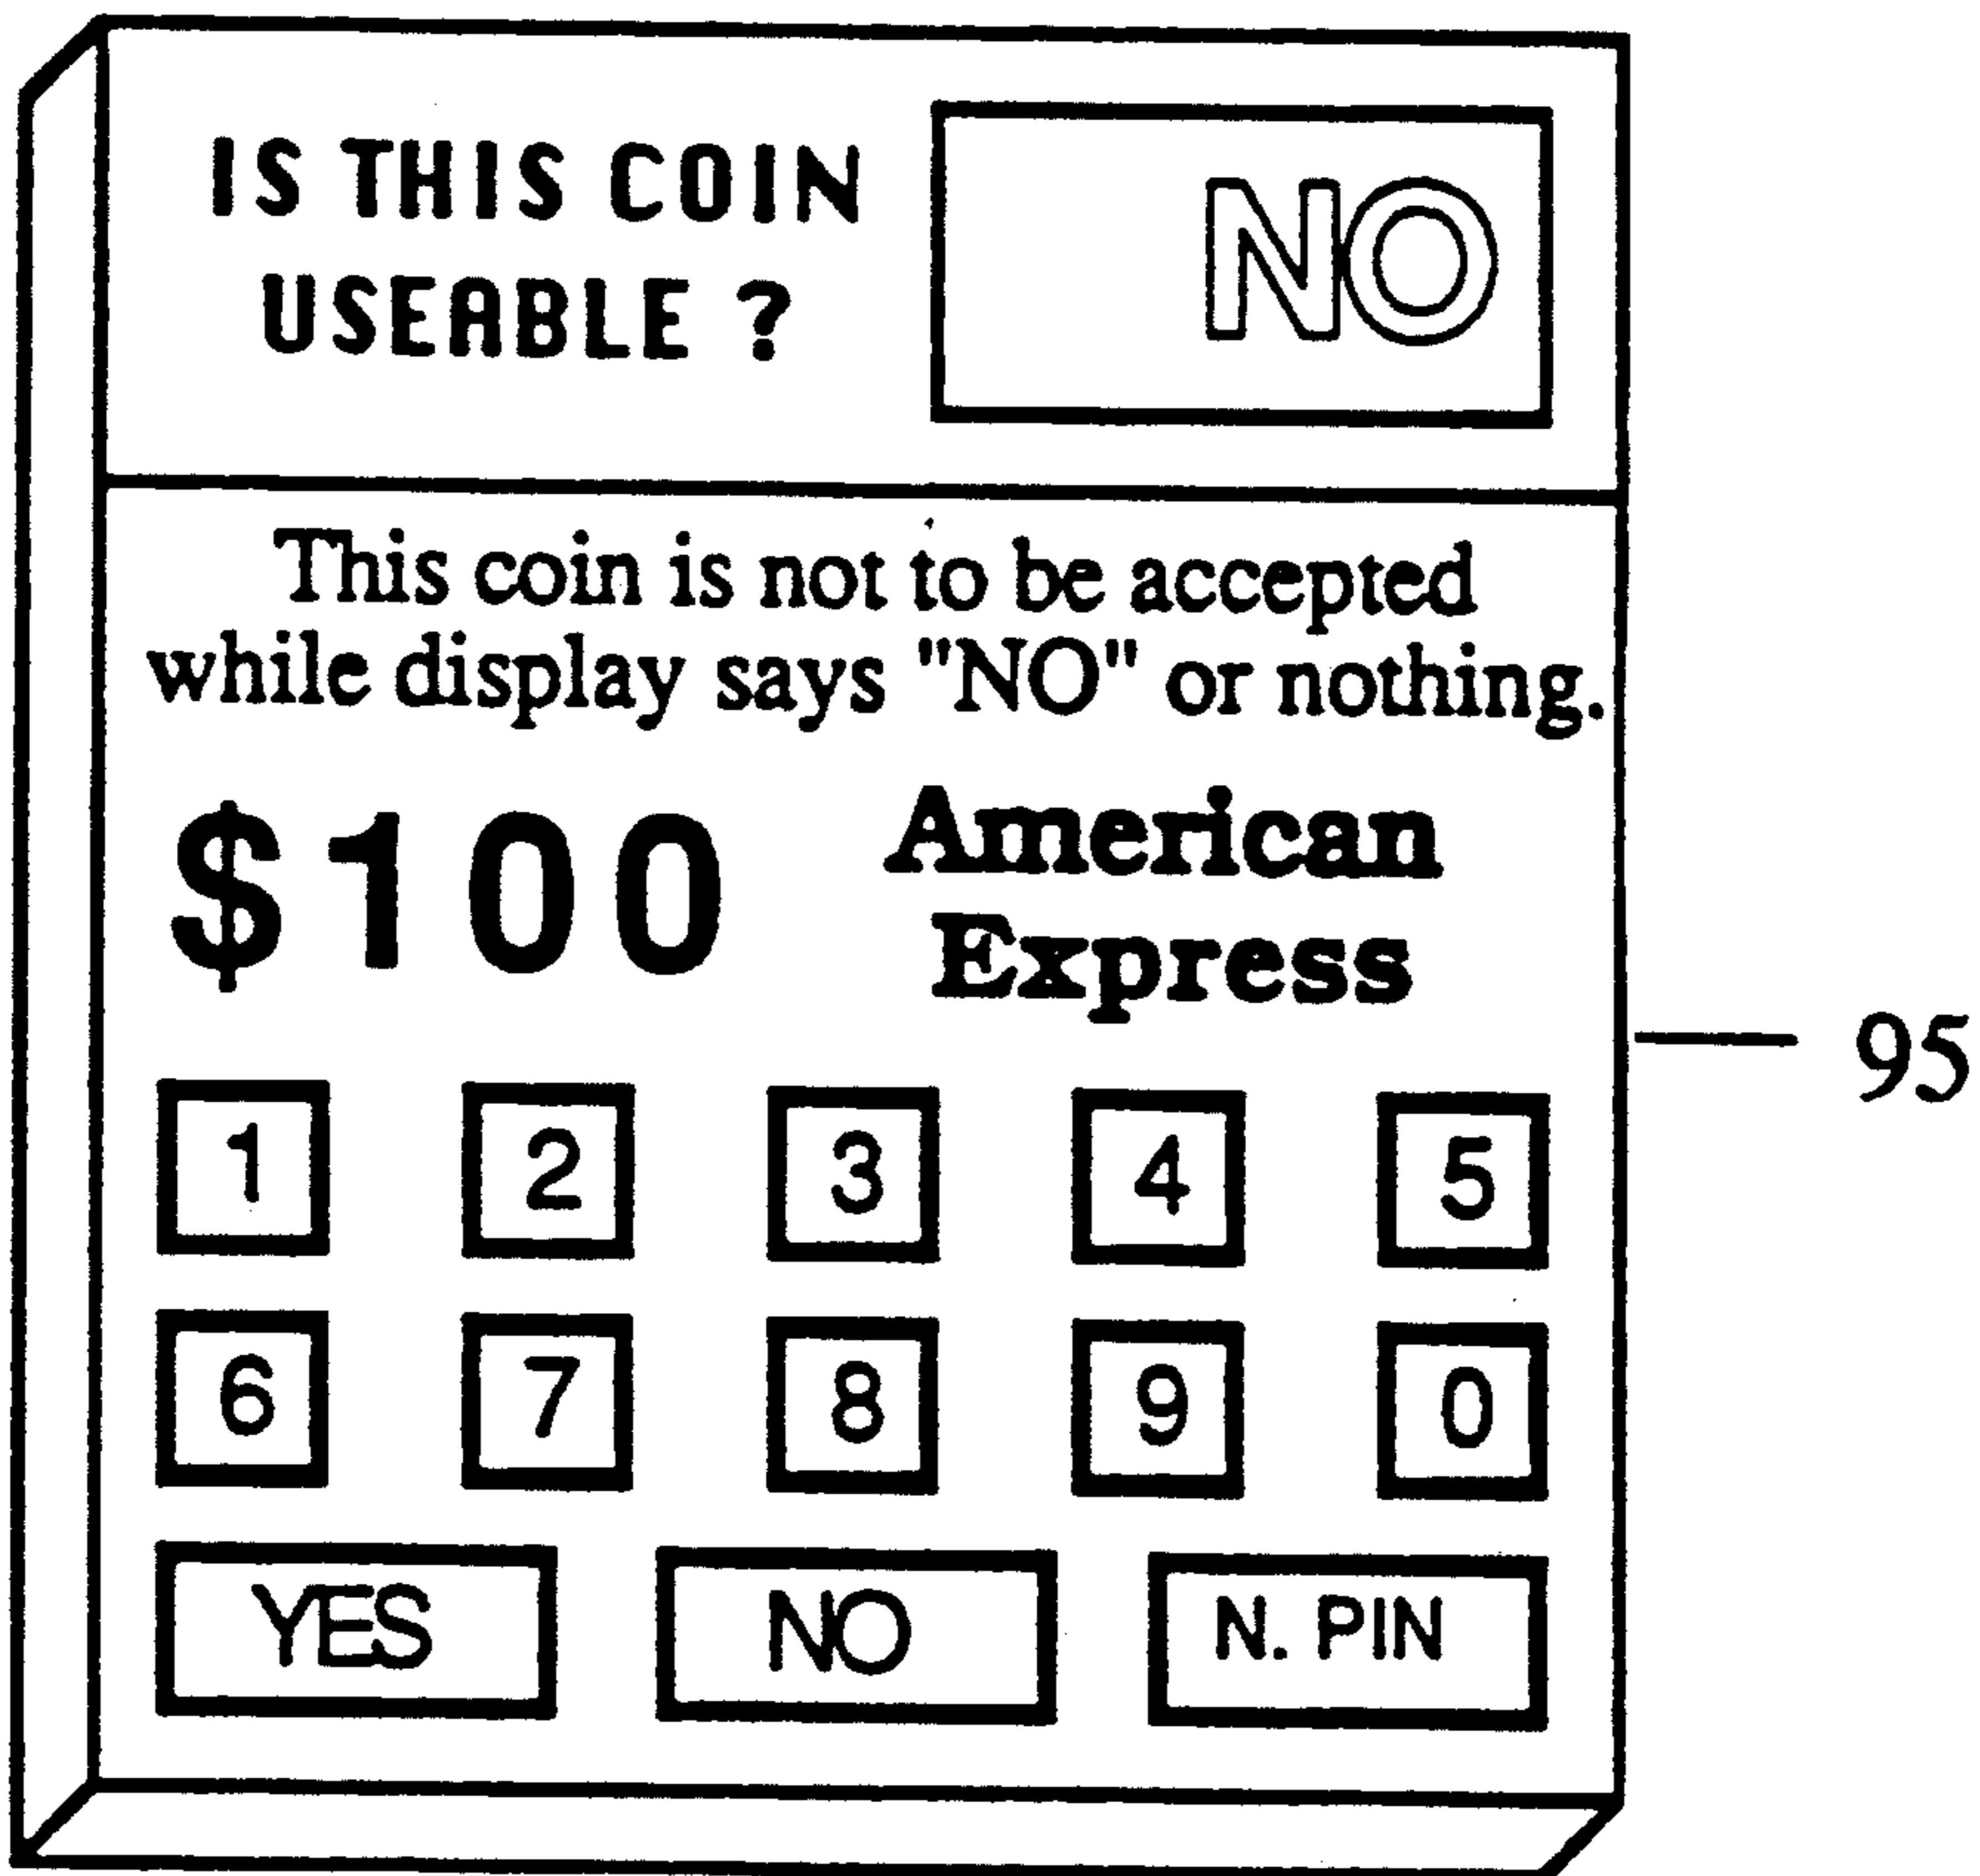 IS THIS COIN
USEABLE ?
NO
This coin is not to be accepted
while display says "NO" or nothing.
$100 American
Express
95
1 2 3 4 5
6 7 8 9 0
YES NO N. PIN